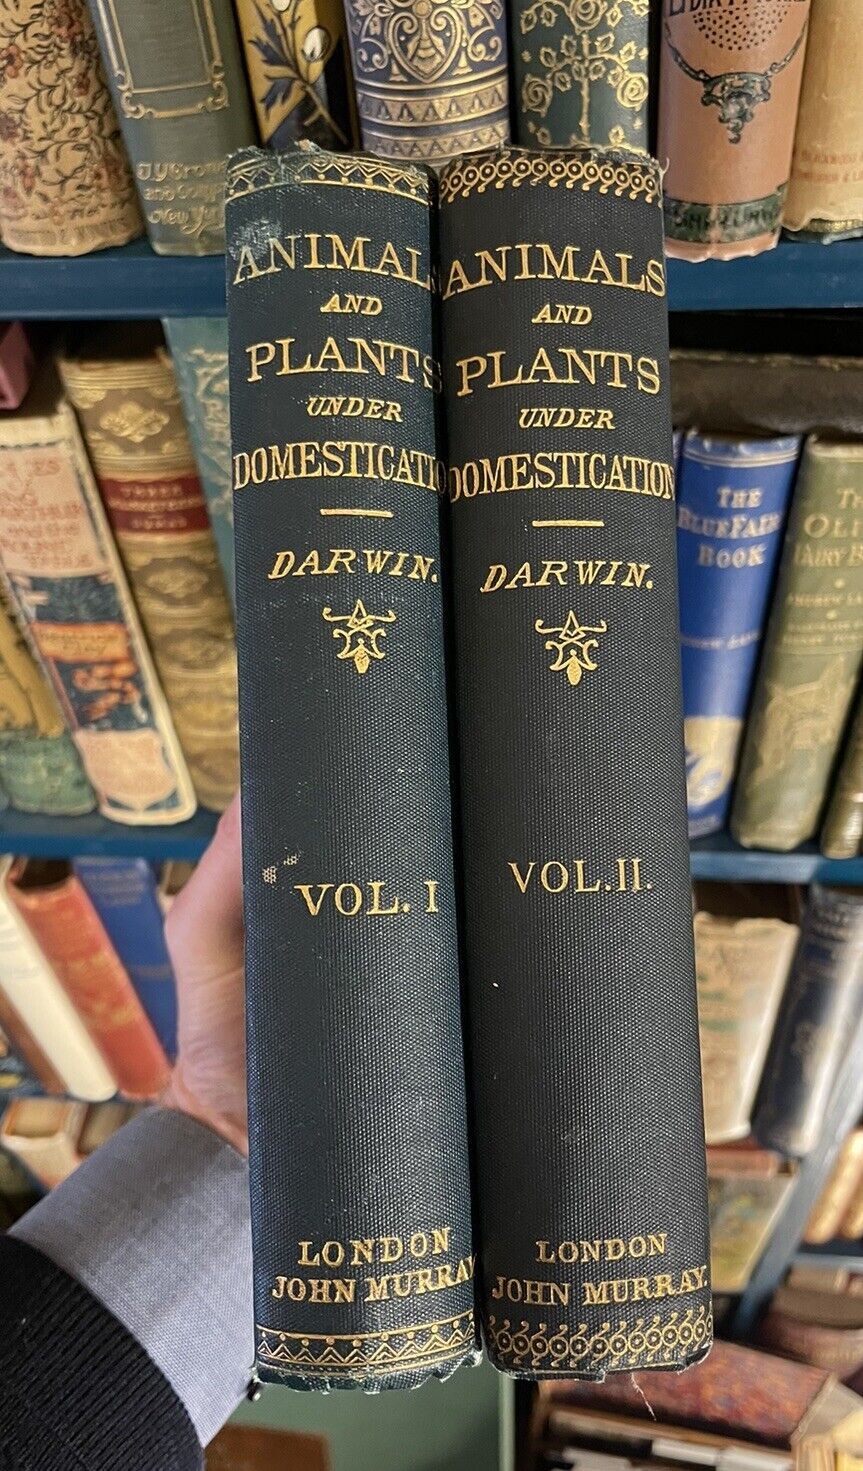 ANIMALS
AND
PLANTS
UNDER
DOMESTICATIO
DARWIN.
VOL. I
LONDON
JOHN MURRAY
ANIMALS
AND
PLANTS
UNDER
DOMESTICATION
DARWIN.
VOL. II.
LONDON
JOHN MURRAY.
THE
BLUE FAIRY
BOOK